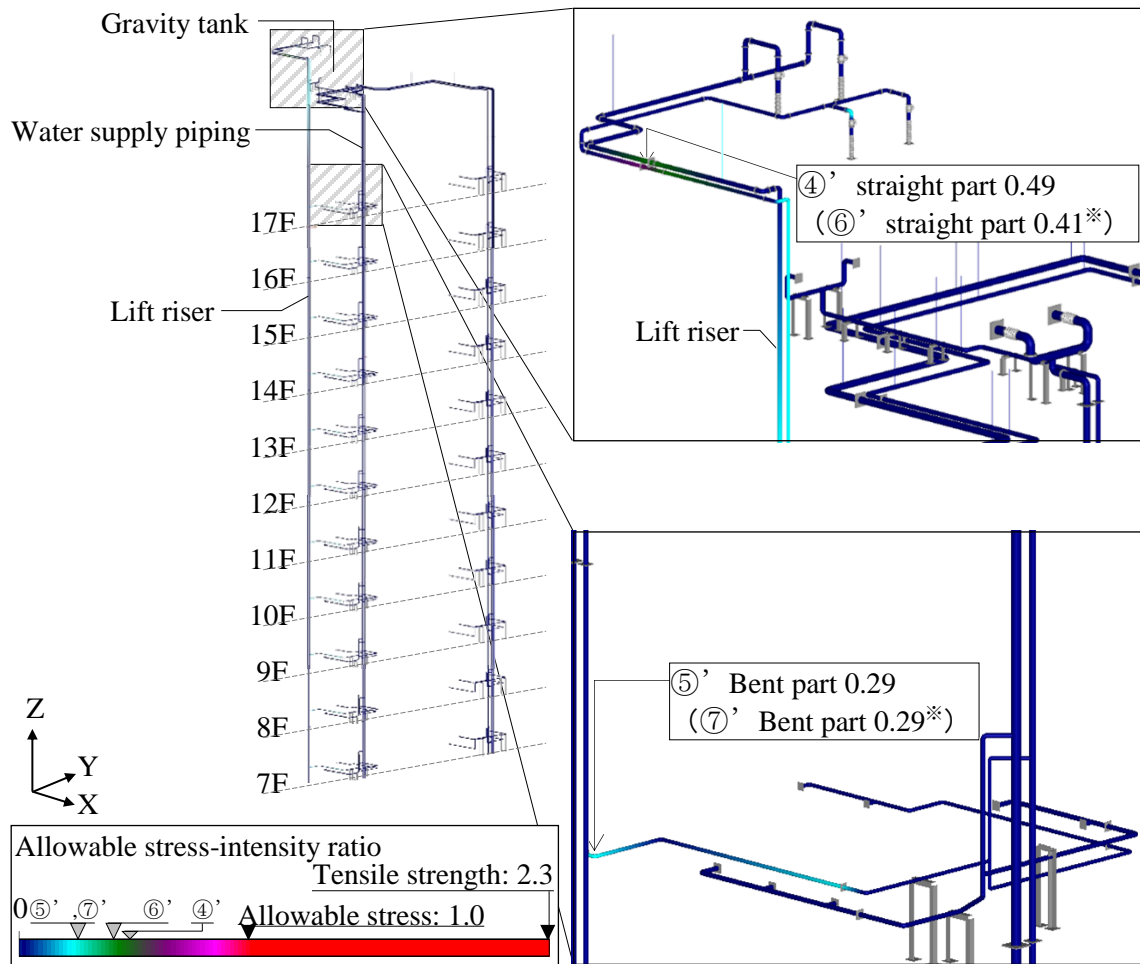 Gravity tank
Water supply piping
17F
16F
Lift riser
15F
14F
13F
12F
11F
10F
9F
8F
7F
Z
Y
X
④’ straight part 0.49
（⑥’ straight part 0.41※）
Lift riser
⑤’ Bent part 0.29
（⑦’ Bent part 0.29※）
Allowable stress-intensity ratio
Tensile strength: 2.3
0 ⑤’ ,⑦’ ⑥’ ④’ Allowable stress: 1.0